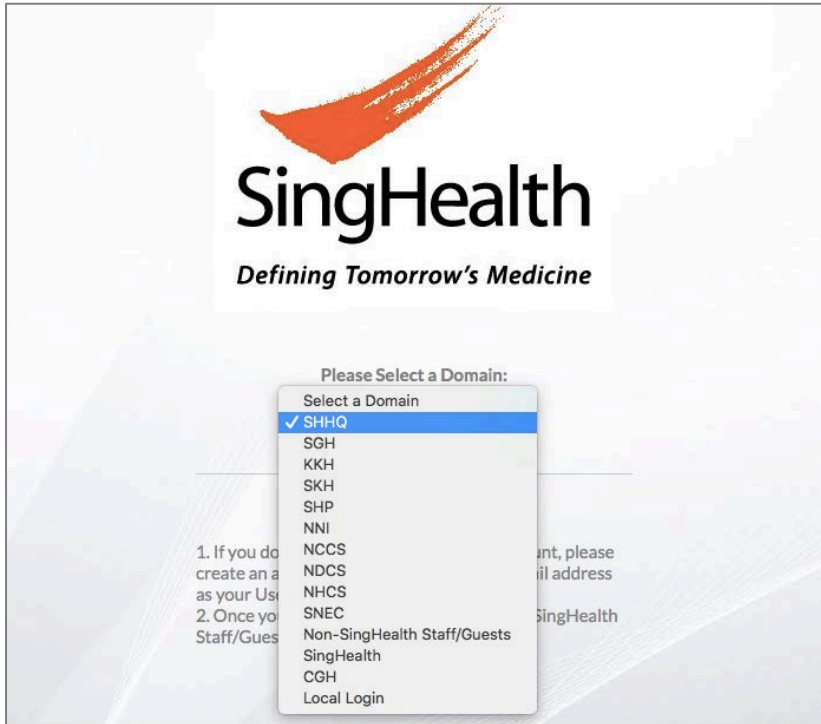 SingHealth
Defining Tomorrow's Medicine
Please Select a Domain:
Select a Domain
✓ SHHQ
SGH
KKH
SKH
SHP
NNI
NCCS
NDCS
NHCS
SNEC
Non-SingHealth Staff/Guests
SingHealth
CGH
Local Login
1. If you do unt, please
create an a il address
as your Use
2. Once yo SingHealth
Staff/Gues